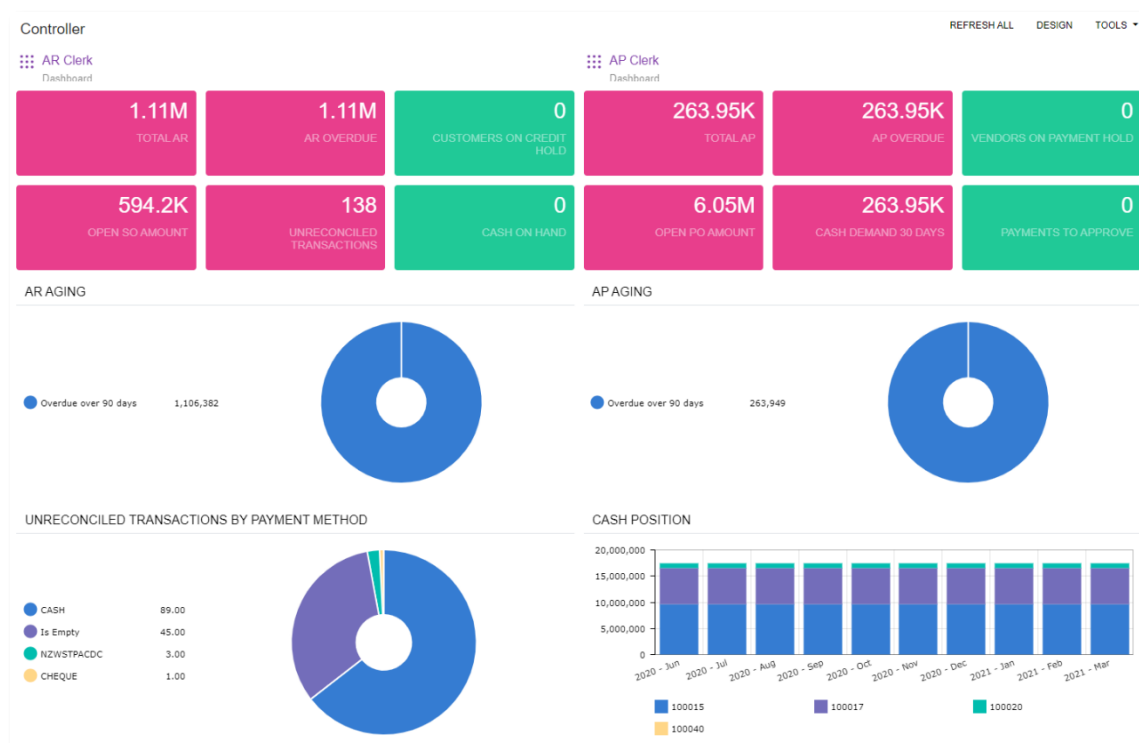 Controller
REFRESH ALL DESIGN TOOLS
AR Clerk
Dashboard
AP Clerk
Dashboard
1.11M
TOTAL AR
1.11M
AR OVERDUE
0
CUSTOMERS ON CREDIT
HOLD
263.95K
TOTAL AP
263.95K
AP OVERDUE
0
VENDORS ON PAYMENT HOLD
594.2K
OPEN SO AMOUNT
138
UNRECONCILED
TRANSACTIONS
0
CASH ON HAND
6.05M
OPEN PO AMOUNT
263.95K
CASH DEMAND 30 DAYS
0
PAYMENTS TO APPROVE
AR AGING
Overdue over 90 days 1,106,382
AP AGING
Overdue over 90 days 263,949
UNRECONCILED TRANSACTIONS BY PAYMENT METHOD
CASH 89.00
Is Empty 45.00
NZWSTPACDC 3.00
CHEQUE 1.00
CASH POSITION
20,000,000
15,000,000
10,000,000
5,000,000
0
2020 - Jun 2020 - Jul 2020 - Aug 2020 - Sep 2020 - Oct 2020 - Nov 2020 - Dec 2021 - Jan 2021 - Feb 2021 - Mar
100015 100017 100020
100040